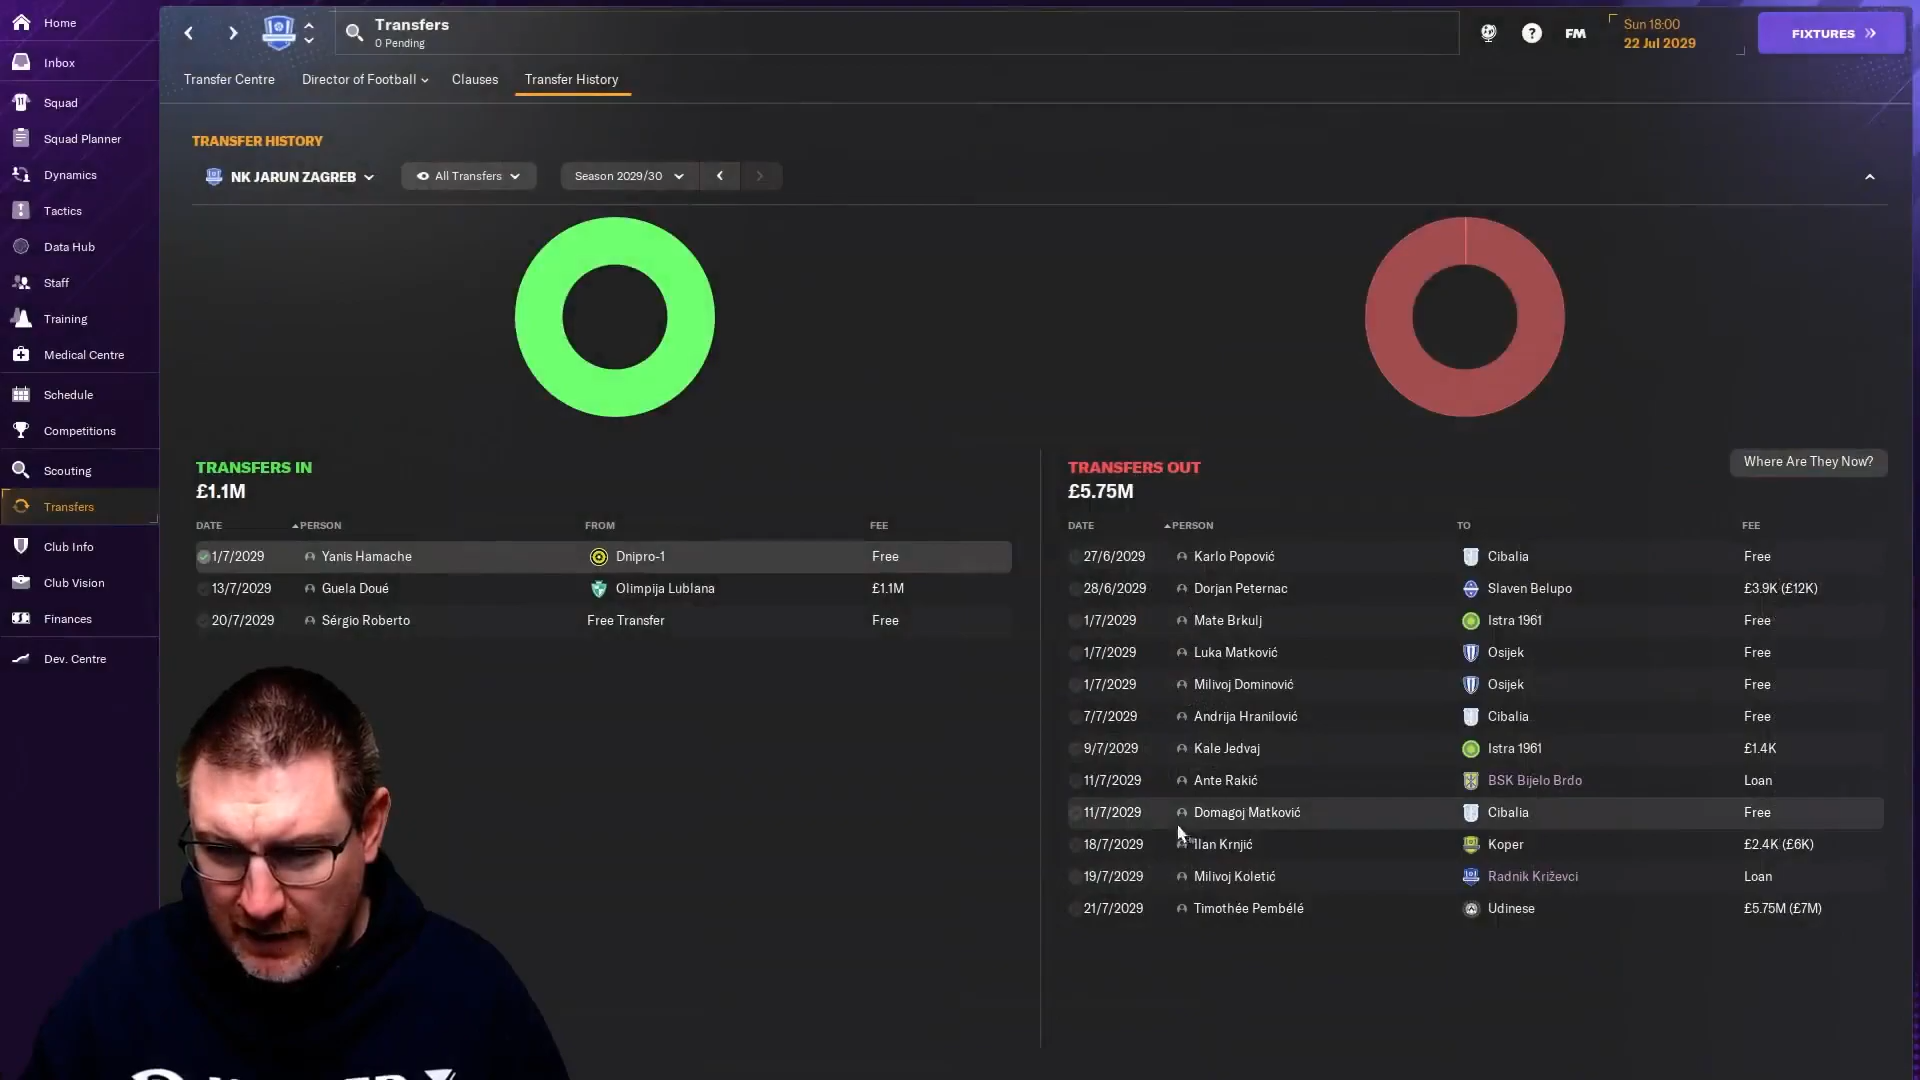 Home
Inbox
Squad
Squad Planner
Dynamics
Tactics
Data Hub
Staff
Training
Medical Centre
Schedule
Competitions
Scouting
Transfers
Club Info
Club Vision
Finances
Dev. Centre
Transfers
0 Pending
FM
Sun 18:00
22 Jul 2029
FIXTURES
Transfer Centre Director of Football Clauses Transfer History
TRANSFER HISTORY
NK JARUN ZAGREB All Transfers Season 2029/30
TRANSFERS IN
£1.1M
DATE PERSON FROM FEE
1/7/2029 Yanis Hamache Dnipro-1 Free
13/7/2029 Guela Doué Olimpija Lublana £1.1M
20/7/2029 Sérgio Roberto Free Transfer Free
TRANSFERS OUT
£5.75M
Where Are They Now?
DATE PERSON TO FEE
27/6/2029 Karlo Popović Cibalia Free
28/6/2029 Dorjan Peternac Slaven Belupo £3.9K (£12K)
1/7/2029 Mate Brkulj Istra 1961 Free
1/7/2029 Luka Matković Osijek Free
1/7/2029 Milivoj Dominović Osijek Free
7/7/2029 Andrija Hranilović Cibalia Free
9/7/2029 Kale Jedvaj Istra 1961 £1.4K
11/7/2029 Ante Rakić BSK Bijelo Brdo Loan
11/7/2029 Domagoj Matković Cibalia Free
18/7/2029 Ilan Krnjić Koper £2.4K (£6K)
19/7/2029 Milivoj Koletić Radnik Križevci Loan
21/7/2029 Timothée Pembélé Udinese £5.75M (£7M)